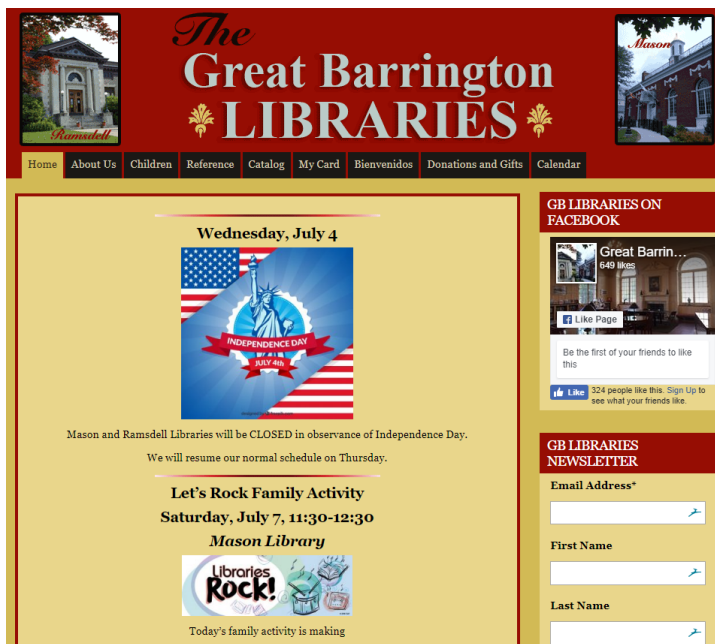 The
Great Barrington
LIBRARIES
Ramsdell
Mason
Home About Us Children Reference Catalog My Card Bienvenidos Donations and Gifts Calendar
Wednesday, July 4
INDEPENDENCE DAY
JULY 4th
Mason and Ramsdell Libraries will be CLOSED in observance of Independence Day.
We will resume our normal schedule on Thursday.
Let's Rock Family Activity
Saturday, July 7, 11:30-12:30
Mason Library
Libraries
Rock!
Today's family activity is making
GB LIBRARIES ON
FACEBOOK
Great Barrin...
649 likes
Like Page
Be the first of your friends to like
this
Like 324 people like this. Sign Up to
see what your friends like.
GB LIBRARIES
NEWSLETTER
Email Address*
First Name
Last Name